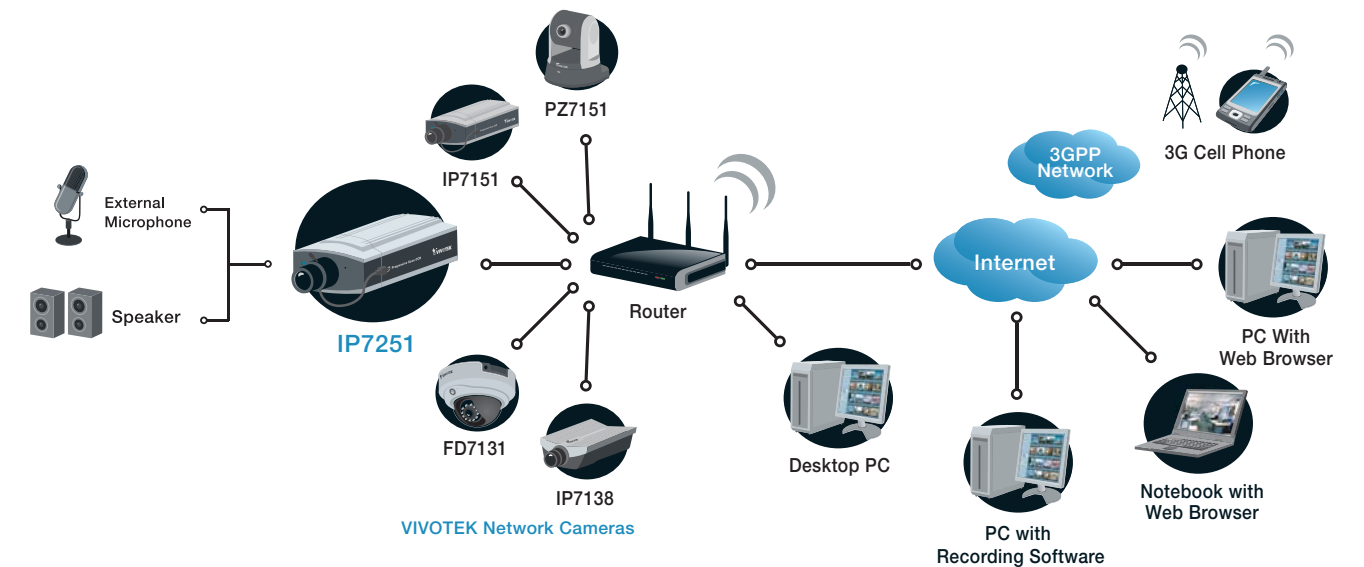 PZ7151
IP7151
External
Microphone
Speaker
VIVOTEK
IP7251
FD7131
IP7138
VIVOTEK Network Cameras
Router
Desktop PC
3GPP
Network
3G Cell Phone
Internet
PC With
Web Browser
Notebook with
Web Browser
PC with
Recording Software